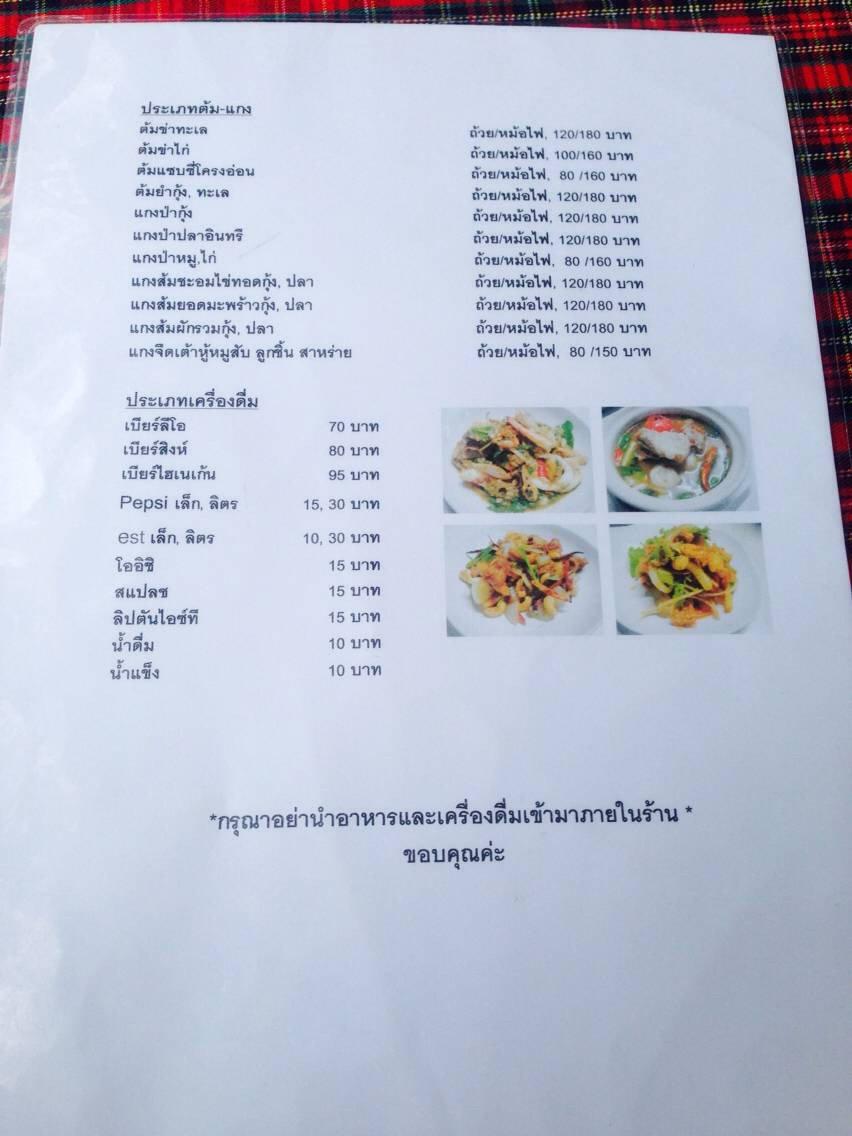 ประเภทต้ม-แกง
ต้มข่าทะเล ถ้วย/หม้อไฟ, 120/180 บาท
ต้มข่าไก่ ถ้วย/หม้อไฟ, 100/160 บาท
ต้มแซบซี่โครงอ่อน ถ้วย/หม้อไฟ, 80 /160 บาท
ต้มยำกุ้ง, ทะเล ถ้วย/หม้อไฟ, 120/180 บาท
แกงป่ากุ้ง ถ้วย/หม้อไฟ, 120/180 บาท
แกงป่าปลาอินทรี ถ้วย/หม้อไฟ, 120/180 บาท
แกงป่าหมู,ไก่ ถ้วย/หม้อไฟ, 80 /160 บาท
แกงส้มชะอมไข่ทอดกุ้ง, ปลา ถ้วย/หม้อไฟ, 120/180 บาท
แกงส้มยอดมะพร้าวกุ้ง, ปลา ถ้วย/หม้อไฟ, 120/180 บาท
แกงส้มผักรวมกุ้ง, ปลา ถ้วย/หม้อไฟ, 120/180 บาท
แกงจืดเต้าหู้หมูสับ ลูกชิ้น สาหร่าย ถ้วย/หม้อไฟ, 80 /150 บาท
ประเภทเครื่องดื่ม
เบียร์ลีโอ 70 บาท
เบียร์สิงห์ 80 บาท
เบียร์ไฮเนเก้น 95 บาท
Pepsi เล็ก, ลิตร 15, 30 บาท
est เล็ก, ลิตร 10, 30 บาท
โออิชิ 15 บาท
สแปลช 15 บาท
ลิปตันไอซ์ที 15 บาท
น้ำดื่ม 10 บาท
น้ำแข็ง 10 บาท
*กรุณาอย่านำอาหารและเครื่องดื่มเข้ามาภายในร้าน *
ขอบคุณค่ะ